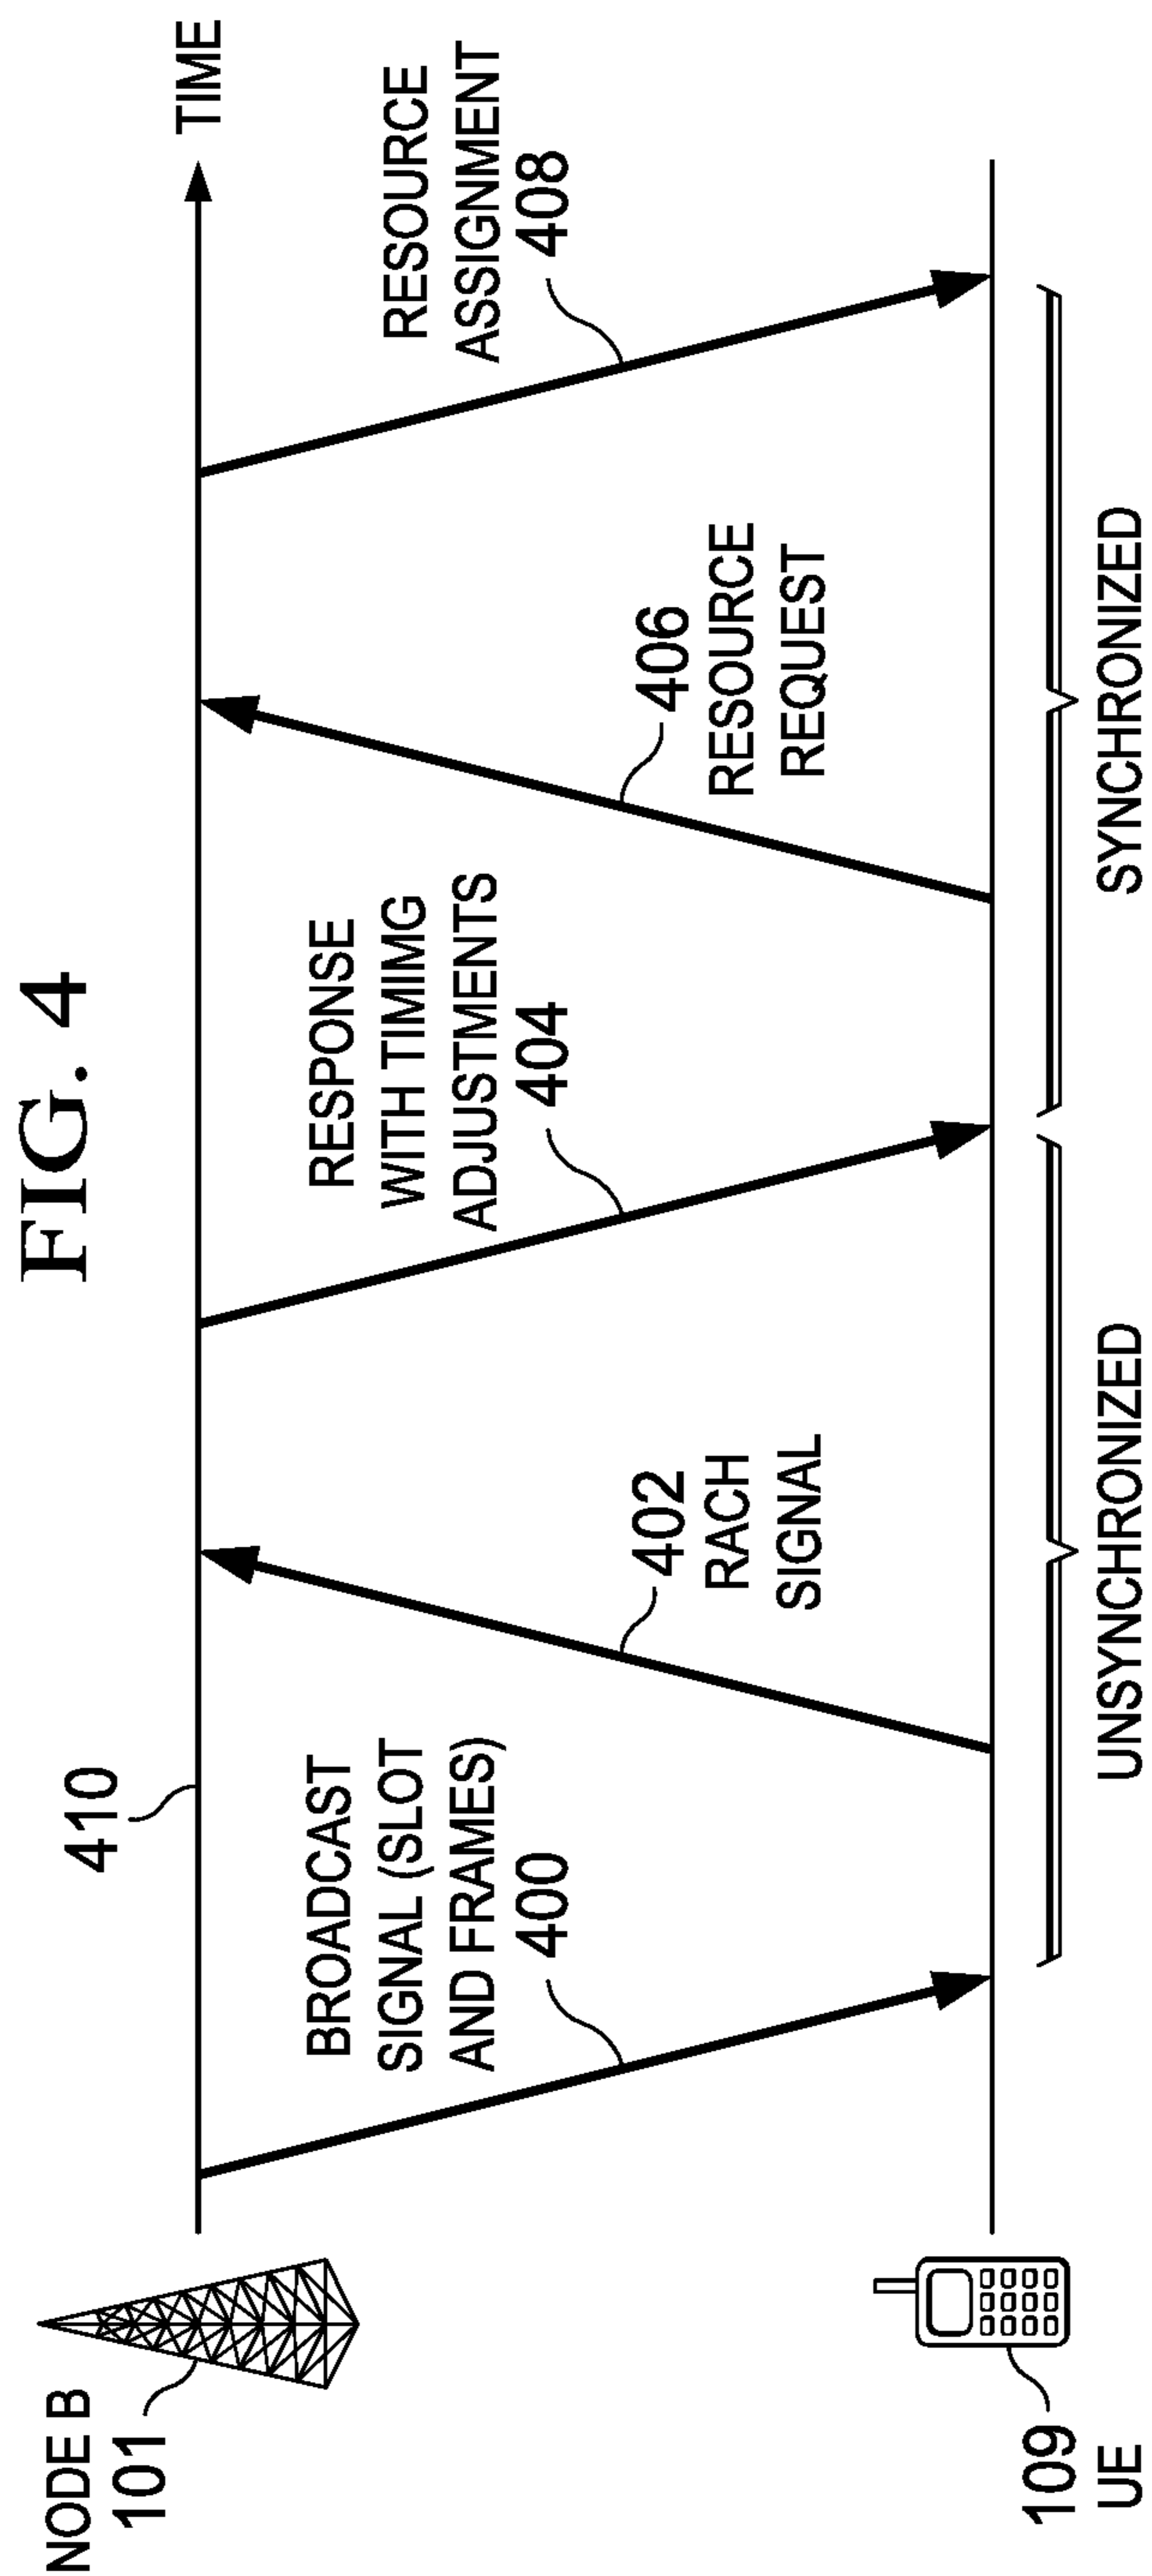 FIG. 4
NODE B
101
410
TIME
BROADCAST
SIGNAL (SLOT
AND FRAMES)
400
402
RACH
SIGNAL
RESPONSE
WITH TIMIMG
ADJUSTMENTS
404
406
RESOURCE
REQUEST
RESOURCE
ASSIGNMENT
408
109
UE
UNSYNCHRONIZED
SYNCHRONIZED